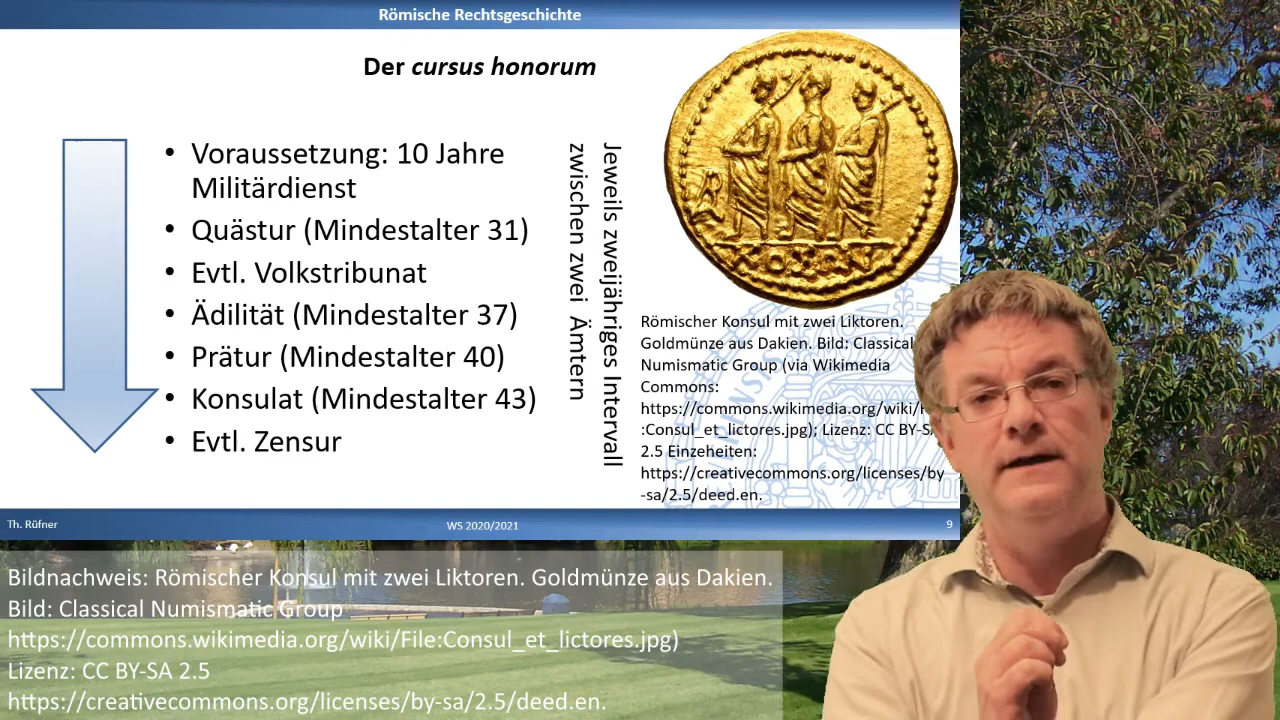 Römische Rechtsgeschichte
Der cursus honorum
• Voraussetzung: 10 Jahre
Militärdienst
• Quästur (Mindestalter 31)
• Evtl. Volkstribunat
• Ädilität (Mindestalter 37)
• Prätur (Mindestalter 40)
• Konsulat (Mindestalter 43)
• Evtl. Zensur
Jeweils zweijähriges Intervall
zwischen zwei Ämtern
Römischer Konsul mit zwei Liktoren.
Goldmünze aus Dakien. Bild: Classical
Numismatic Group (via Wikimedia
Commons:
https://commons.wikimedia.org/wiki/
:Consul_et_lictores.jpg); Lizenz: CC BY-
2.5 Einzeheiten:
https://creativecommons.org/licenses/by
-sa/2.5/deed.en.
Th. Rüfner
WS 2020/2021
9
Bildnachweis: Römischer Konsul mit zwei Liktoren. Goldmünze aus Dakien.
Bild: Classical Numismatic Group
https://commons.wikimedia.org/wiki/File:Consul_et_lictores.jpg)
Lizenz: CC BY-SA 2.5
https://creativecommons.org/licenses/by-sa/2.5/deed.en.